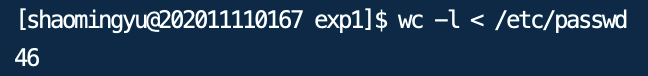 [shaomingyu@202011110167 exp1]$ wc -l < /etc/passwd
46